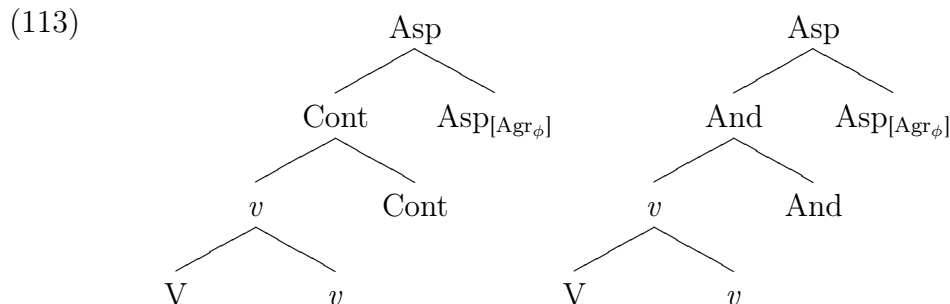 (113) Asp Asp
Cont Asp[Agrϕ] And Asp[Agrϕ]
v Cont v And
V v V v